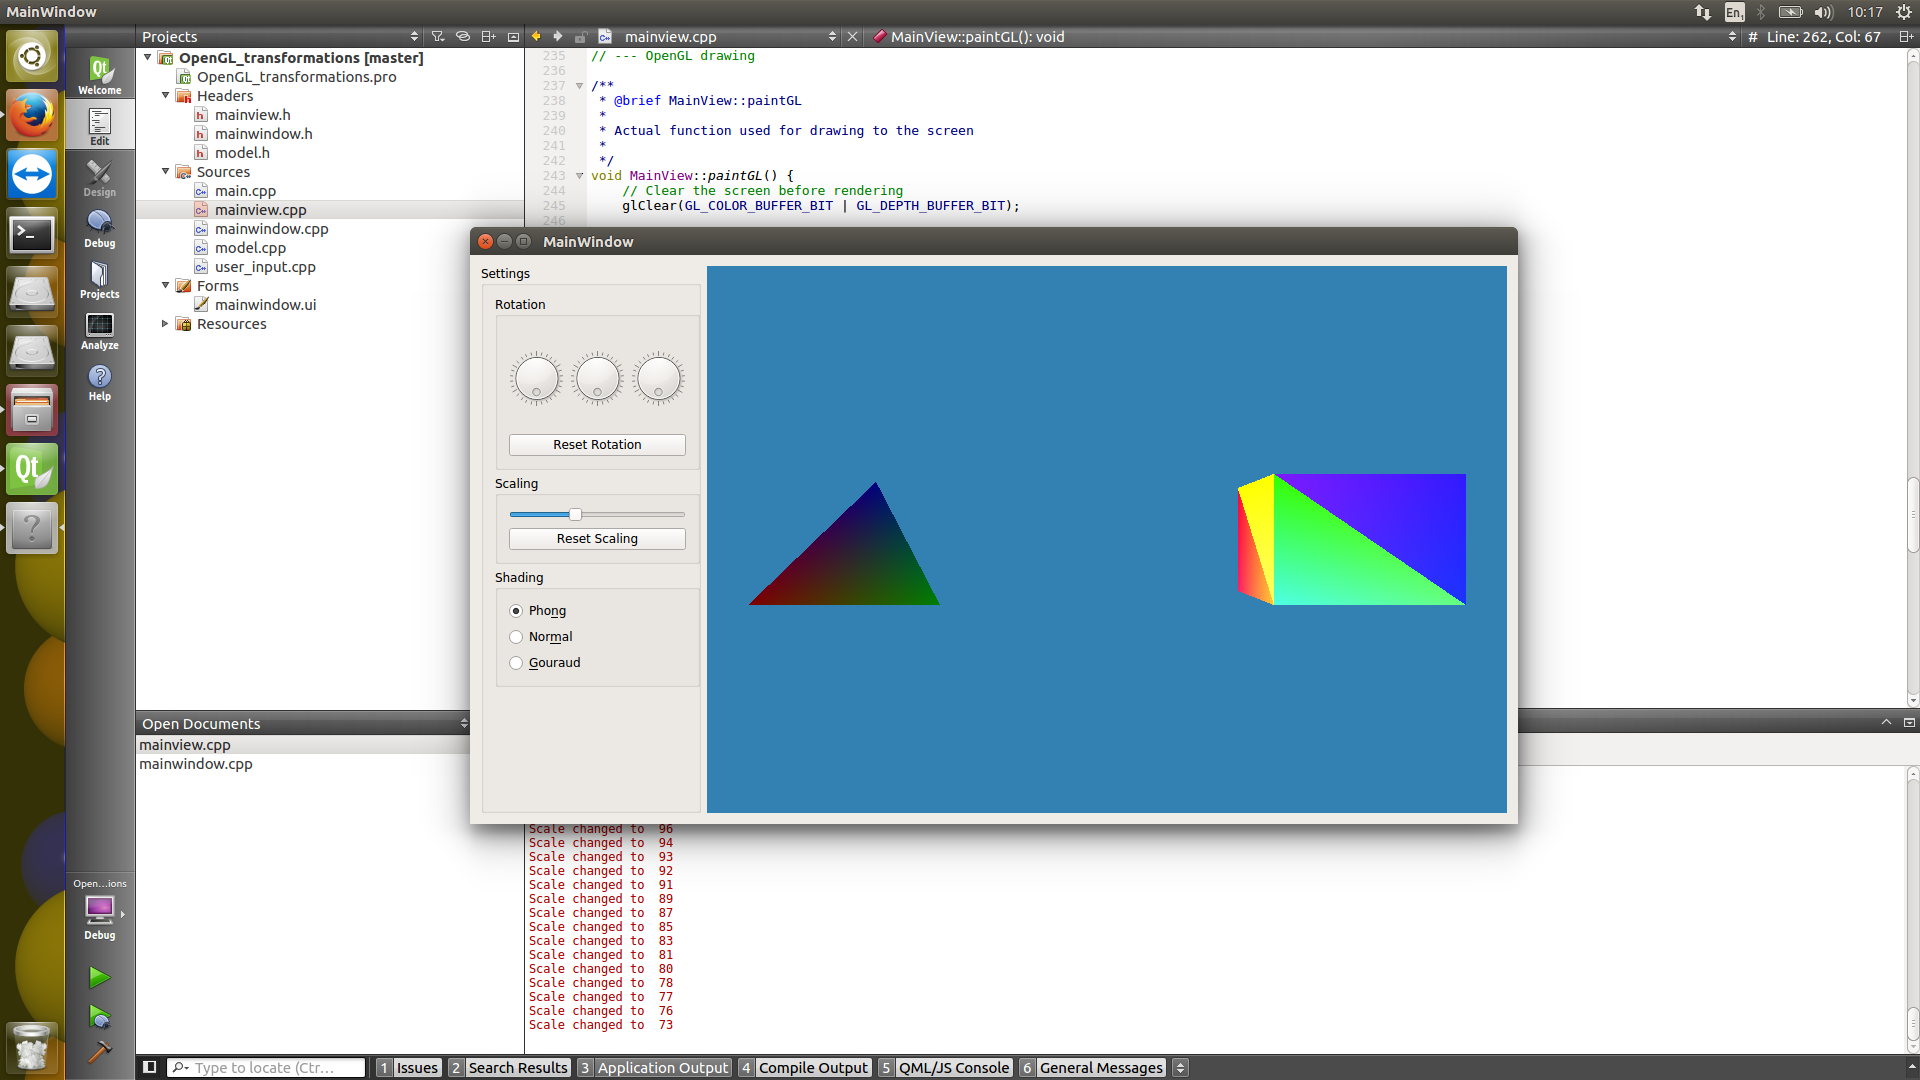 MainWindow
En1
10:17
Projects
mainview.cpp
MainView::paintGL(): void
# Line: 262, Col: 67
Welcome
Edit
Design
Debug
Projects
Analyze
Help
OpenGL_transformations [master]
OpenGL_transformations.pro
Headers
mainview.h
mainwindow.h
model.h
Sources
main.cpp
mainview.cpp
mainwindow.cpp
model.cpp
user_input.cpp
Forms
mainwindow.ui
Resources
235 // --- OpenGL drawing
236
237 /**
238 * @brief MainView::paintGL
239 *
240 * Actual function used for drawing to the screen
241 *
242 */
243 void MainView::paintGL() {
244 // Clear the screen before rendering
245 glClear(GL_COLOR_BUFFER_BIT | GL_DEPTH_BUFFER_BIT);
246
MainWindow
Settings
Rotation
Reset Rotation
Scaling
Reset Scaling
Shading
Phong
Normal
Gouraud
Open Documents
mainview.cpp
mainwindow.cpp
Scale changed to 96
Scale changed to 94
Scale changed to 93
Scale changed to 92
Scale changed to 91
Scale changed to 89
Scale changed to 87
Scale changed to 85
Scale changed to 83
Scale changed to 81
Scale changed to 80
Scale changed to 78
Scale changed to 77
Scale changed to 76
Scale changed to 73
Open...ions
Debug
Type to locate (Ctr...
1 Issues
2 Search Results
3 Application Output
4 Compile Output
5 QML/JS Console
6 General Messages